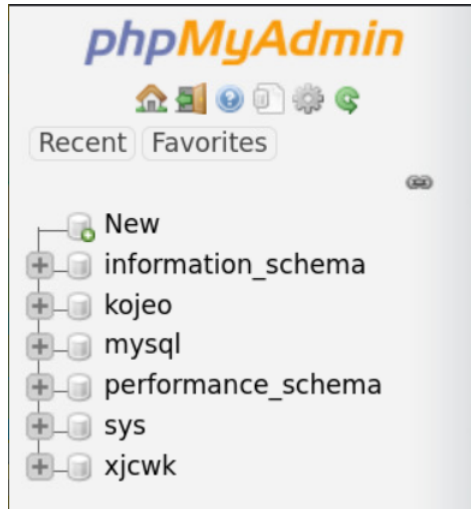 phpMyAdmin
Recent Favorites
New
information_schema
kojeo
mysql
performance_schema
sys
xjcwk